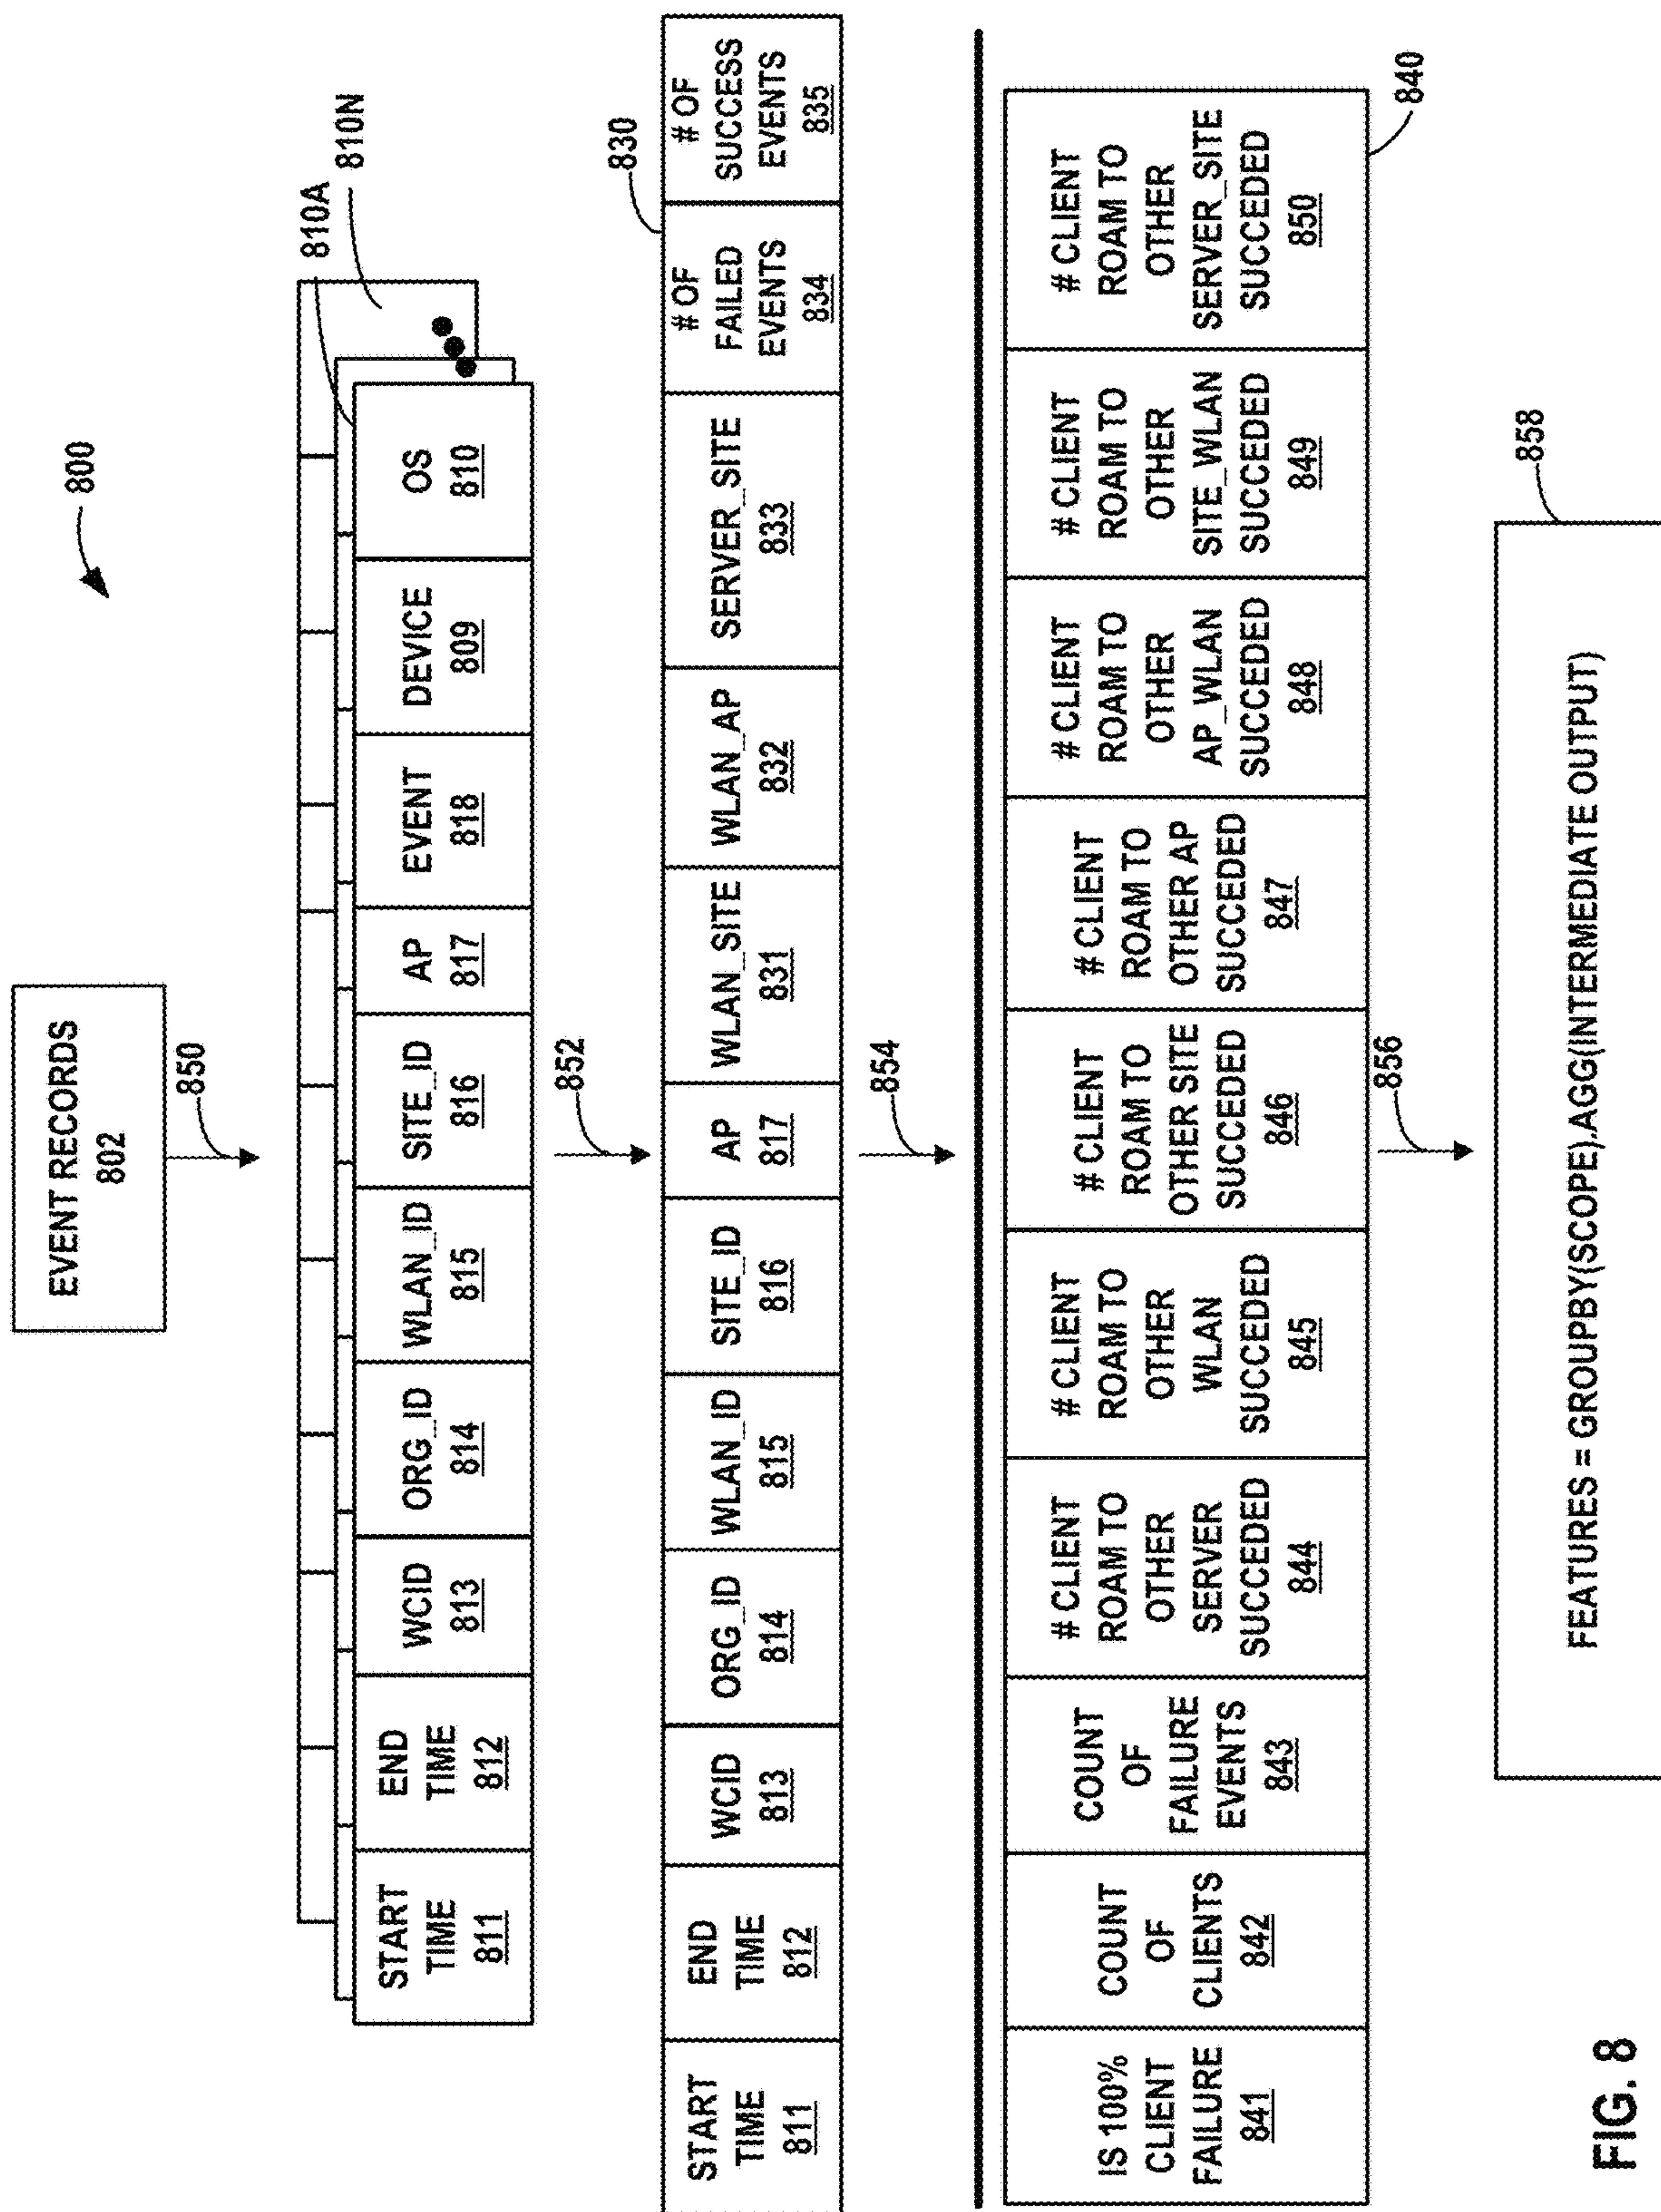 800
EVENT RECORDS
802
850
810A
810N
START
TIME
811
END
TIME
812
WCID
813
ORG_ID
814
WLAN_ID
815
SITE_ID
816
AP
817
EVENT
818
DEVICE
809
OS
810
852
830
START
TIME
811
END
TIME
812
WCID
813
ORG_ID
814
WLAN_ID
815
SITE_ID
816
AP
817
WLAN_SITE
831
WLAN_AP
832
SERVER_SITE
833
# OF
FAILED
EVENTS
834
# OF
SUCCESS
EVENTS
835
854
IS 100%
CLIENT
FAILURE
841
COUNT
OF
CLIENTS
842
COUNT
OF
FAILURE
EVENTS
843
# CLIENT
ROAM TO
OTHER
SERVER
SUCCEDED
844
# CLIENT
ROAM TO
OTHER
WLAN
SUCCEDED
845
# CLIENT
ROAM TO
OTHER SITE
SUCCEDED
846
# CLIENT
ROAM TO
OTHER AP
SUCCEDED
847
# CLIENT
ROAM TO
OTHER
AP_WLAN
SUCCEDED
848
# CLIENT
ROAM TO
OTHER
SITE_WLAN
SUCCEDED
849
# CLIENT
ROAM TO
OTHER
SERVER_SITE
SUCCEDED
850
840
856
858
FEATURES = GROUPBY(SCOPE).AGG(INTERMEDIATE OUTPUT)
FIG. 8